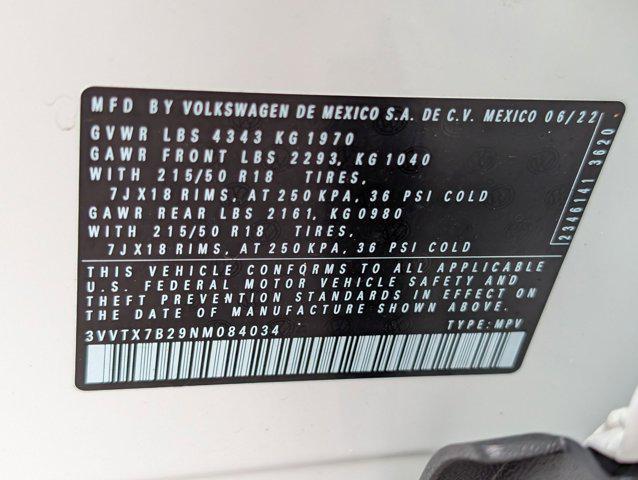 MFD BY VOLKSWAGEN DE MEXICO S.A. DE C.V. MEXICO 06/22
GVWR LBS 4343 KG 1970
GAWR FRONT LBS 2293, KG 1040
WITH 215/50 R18 TIRES,
7JX18 RIMS, AT 250 KPA, 36 PSI COLD
GAWR REAR LBS 2161, KG 0980
WITH 215/50 R18 TIRES,
7JX18 RIMS, AT 250 KPA, 36 PSI COLD
2346141 3620
THIS VEHICLE CONFORMS TO ALL APPLICABLE
U.S. FEDERAL MOTOR VEHICLE SAFETY AND
THEFT PREVENTION STANDARDS IN EFFECT ON
THE DATE OF MANUFACTURE SHOWN ABOVE.
3VVTX7B29NM084034 TYPE: MPV